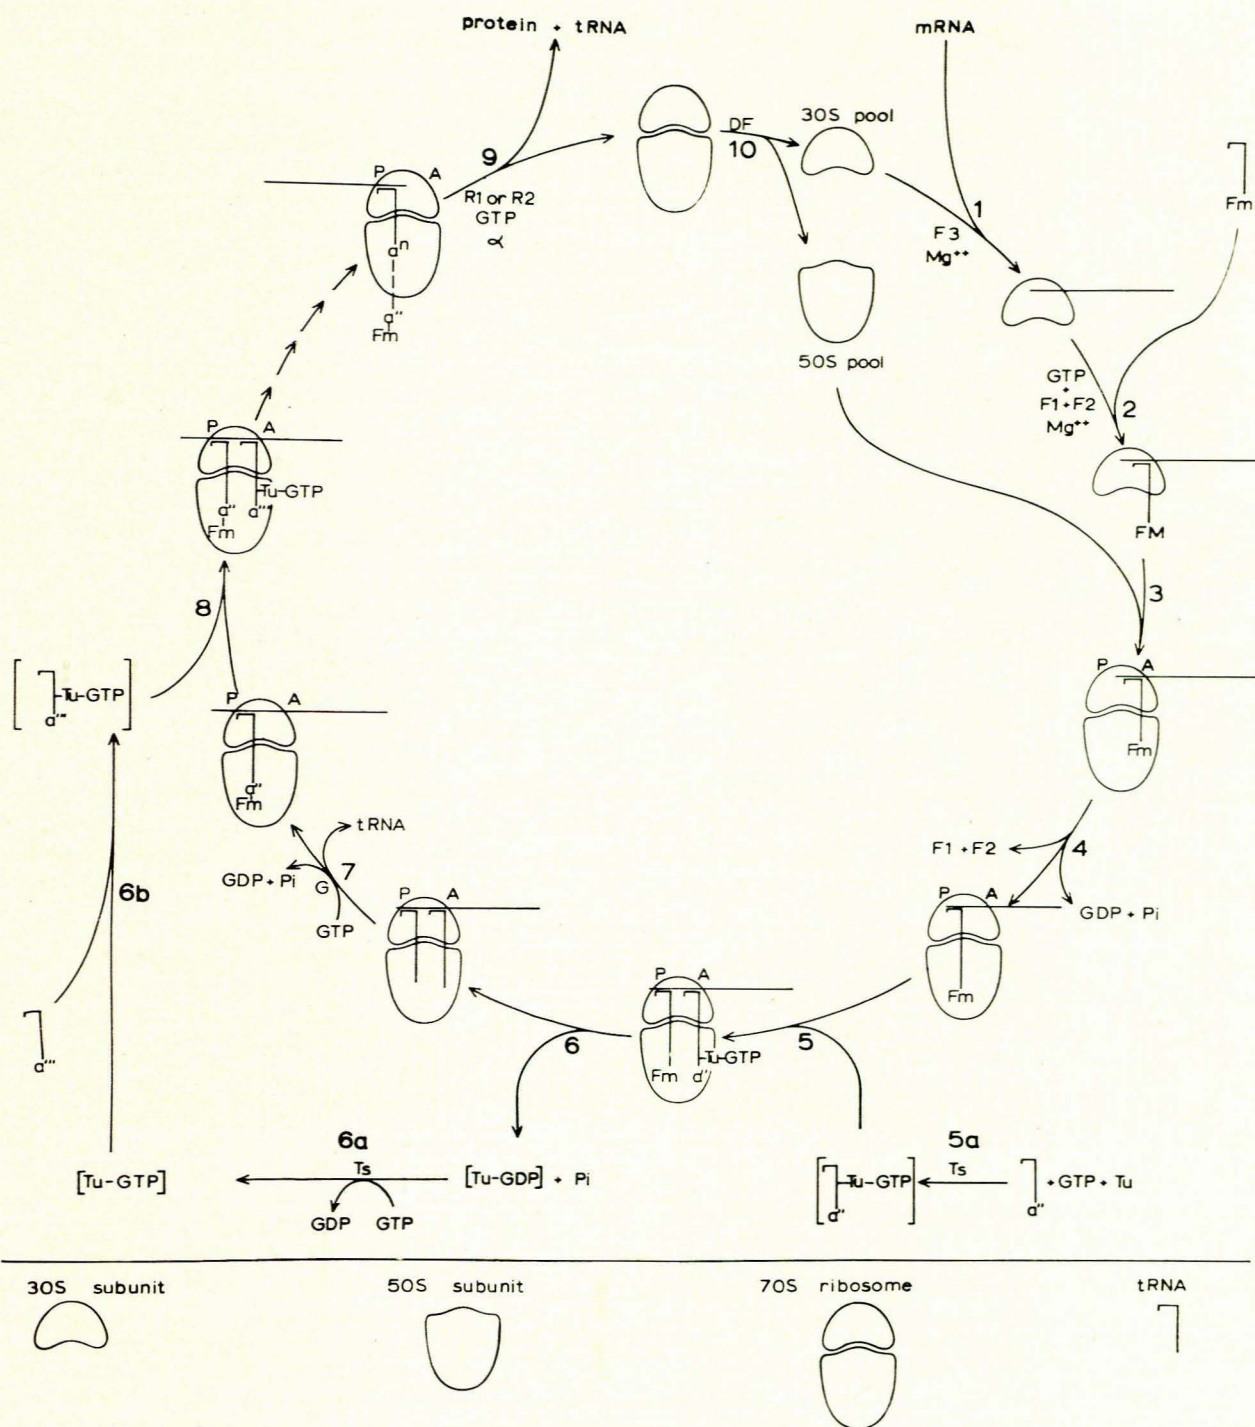 protein + tRNA
mRNA
DF
10
30S pool
P A
9
R1 or R2
GTP
α
1
F3
Mg++
Fm
aⁿ
a''
Fm
50S pool
GTP
+
F1+F2
Mg++
2
P A
Tu-GTP
a'' a'''
Fm
FM
3
8
[ Tu-GTP ]
a'''
P A
a''
Fm
P A
Fm
tRNA
7
GDP + Pi
G
GTP
6b
F1 + F2
4
GDP + Pi
P A
P A
Fm
P A
Tu-GTP
Fm
6
5
a'''
6a
Ts
[Tu-GTP]
[Tu-GDP] + Pi
GDP GTP
5a
[ Tu-GTP ]
a''
Ts
+GTP + Tu
a''
30S subunit
50S subunit
70S ribosome
tRNA